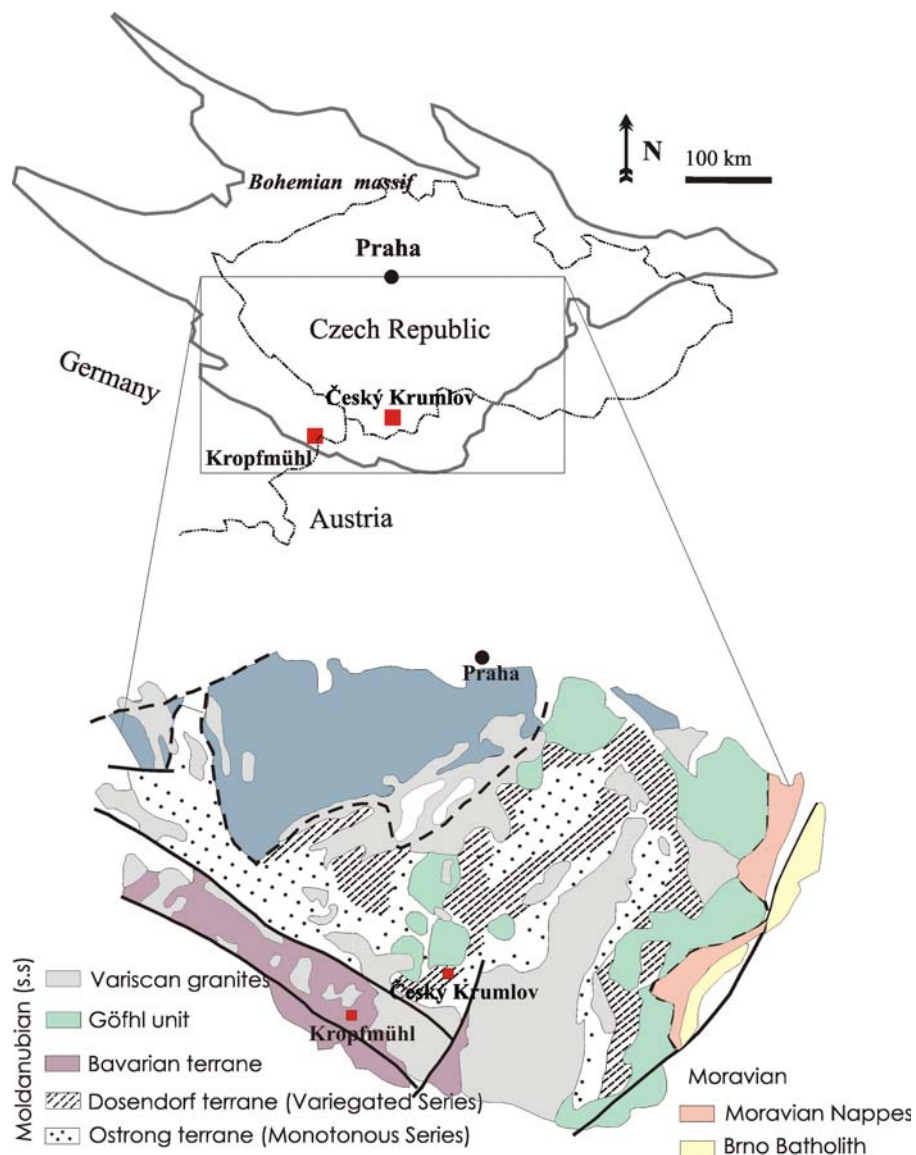 N
100 km
Bohemian massif
Praha
Czech Republic
Germany
Český Krumlov
Kropfmühl
Austria
Praha
Český Krumlov
Kropfmühl
Moldanubian (s.s)
Variscan granites
Göfhl unit
Bavarian terrane
Dosendorf terrane (Variegated Series)
Ostrong terrane (Monotonous Series)
Moravian
Moravian Nappes
Brno Batholith